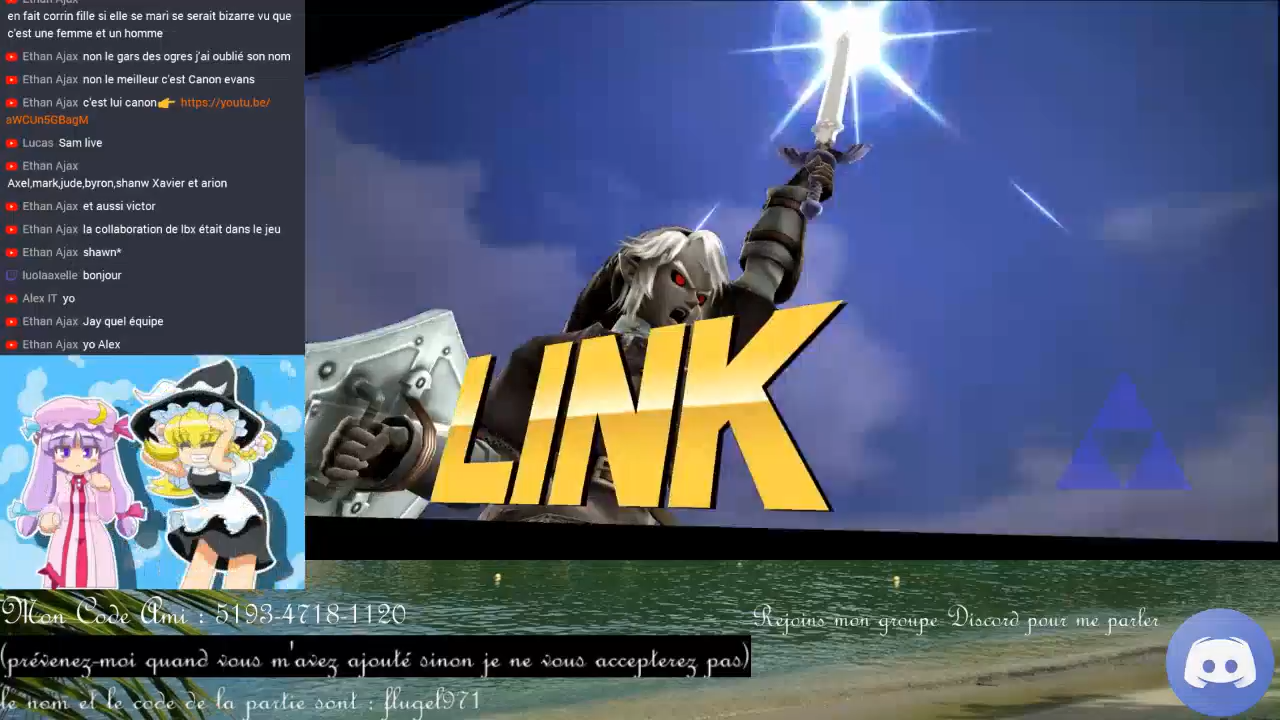 Ethan Ajax
en fait corrin fille si elle se mari se serait bizarre vu que
c'est une femme et un homme
Ethan Ajax non le gars des ogres j'ai oublié son nom
Ethan Ajax non le meilleur c'est Canon evans
Ethan Ajax c'est lui canon👉 https://youtu.be/
aWCUn5GBagM
Lucas Sam live
Ethan Ajax
Axel,mark,jude,byron,shanw Xavier et arion
Ethan Ajax et aussi victor
Ethan Ajax la collaboration de lbx était dans le jeu
Ethan Ajax shawn*
luolaaxelle bonjour
Alex IT yo
Ethan Ajax Jay quel équipe
Ethan Ajax yo Alex
LINK
Mon Code Ami : 5193-4718-1120
(prévenez-moi quand vous m'avez ajouté sinon je ne vous accepterez pas)
le nom et le code de la partie sont : flugel971
Rejoins mon groupe Discord pour me parler